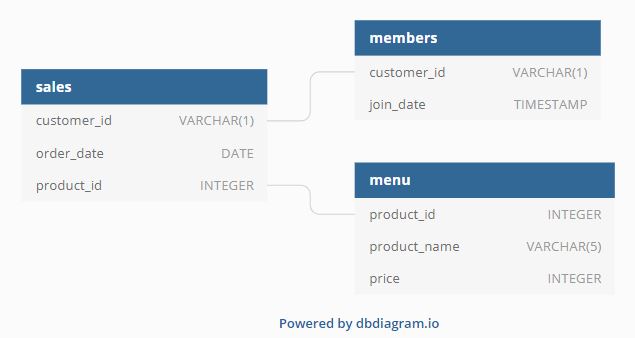 members
customer_id VARCHAR(1)
join_date TIMESTAMP
sales
customer_id VARCHAR(1)
order_date DATE
product_id INTEGER
menu
product_id INTEGER
product_name VARCHAR(5)
price INTEGER
Powered by dbdiagram.io